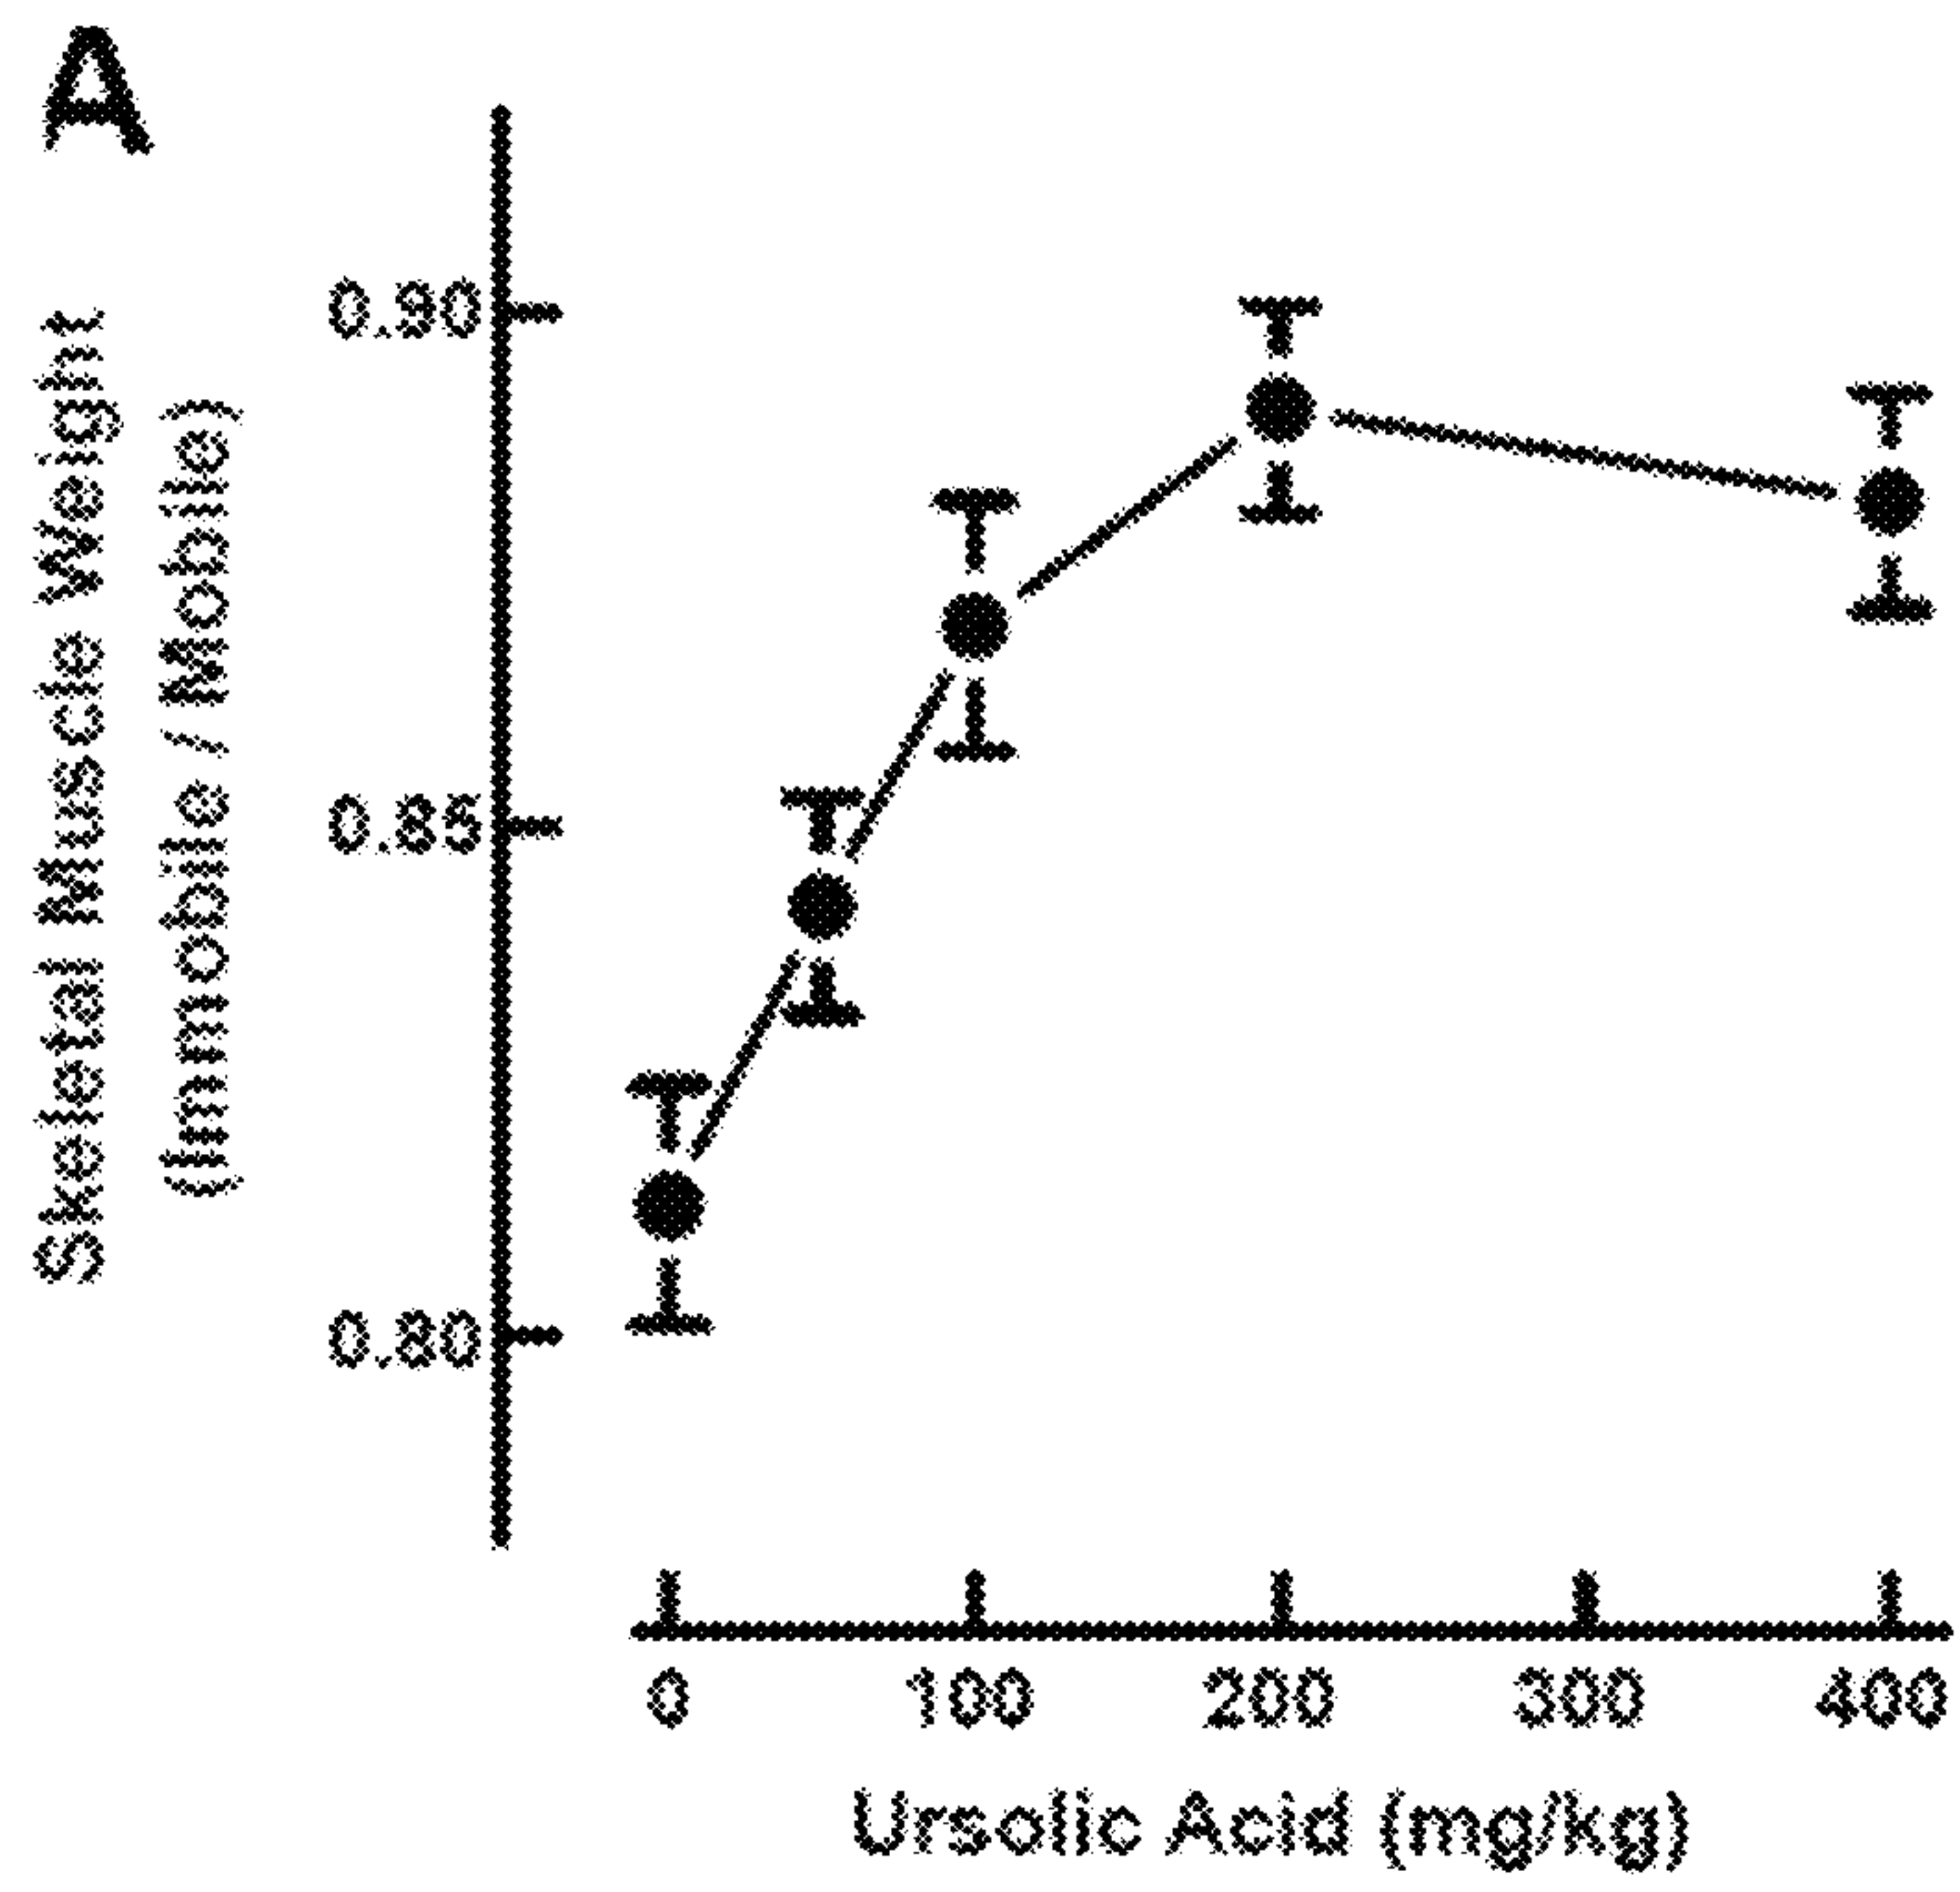 A
Skeletal Muscle Weight
(Immobile / Mobile)
0.90
0.85
0.80
0
100
200
300
400
Ursolic Acid (mg/kg)